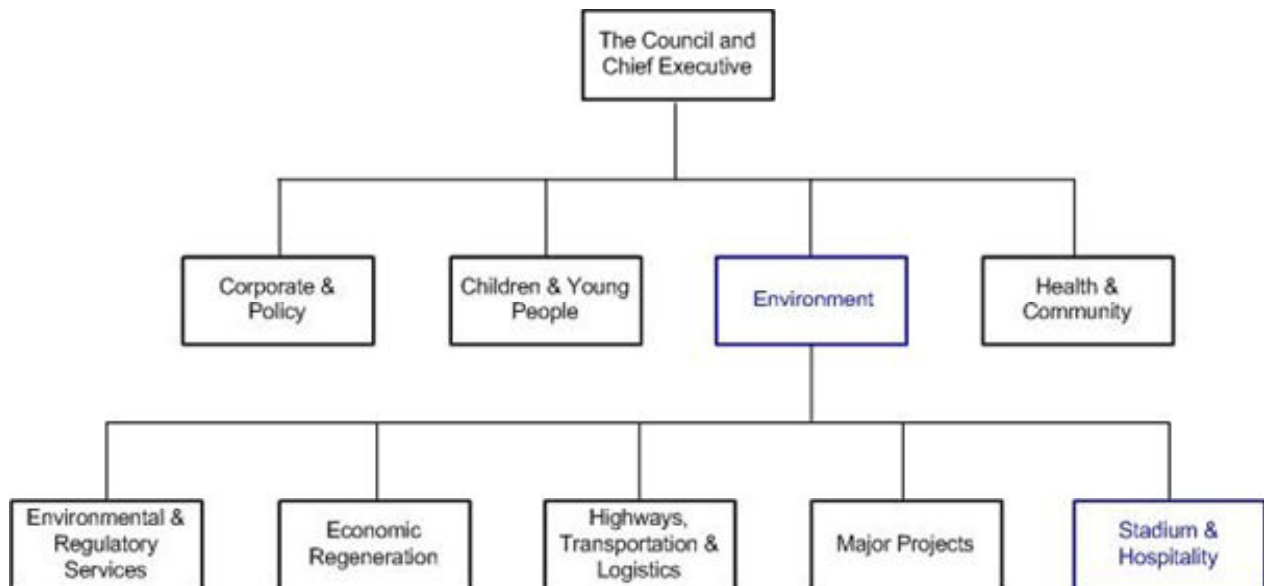 The Council and
Chief Executive
Corporate &
Policy
Children & Young
People
Environment
Health &
Community
Environmental &
Regulatory
Services
Economic
Regeneration
Highways,
Transportation &
Logistics
Major Projects
Stadium &
Hospitality